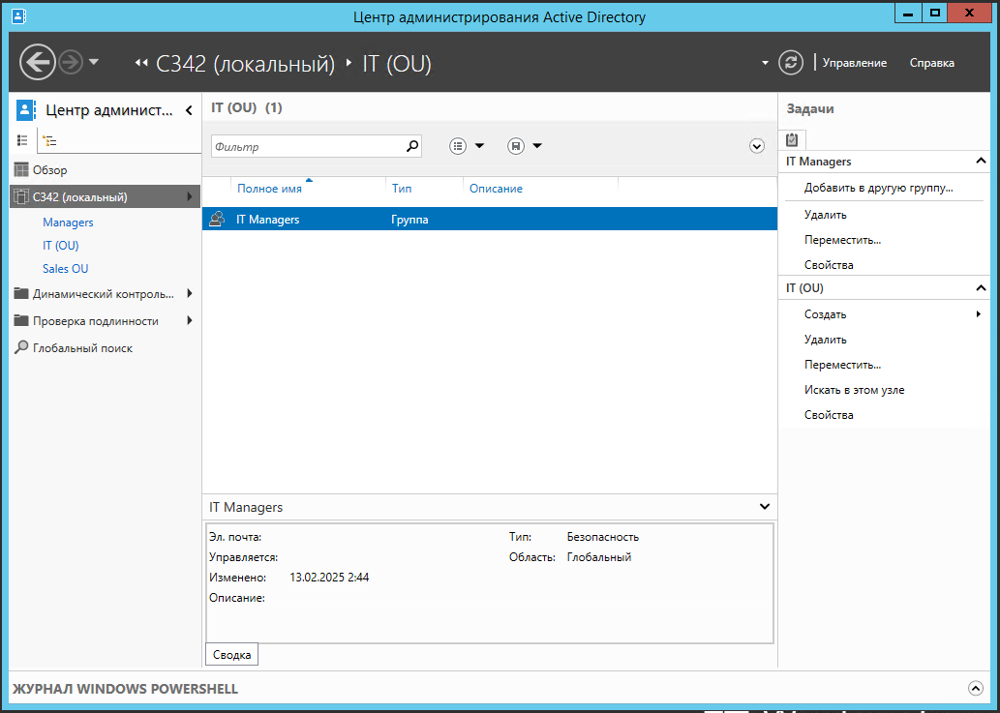 Центр администрирования Active Directory
C342 (локальный) IT (OU)
Управление
Справка
Центр админист...
IT (OU) (1)
Задачи
Фильтр
Обзор
C342 (локальный)
Managers
IT (OU)
Sales OU
Динамический контроль...
Проверка подлинности
Глобальный поиск
Полное имя Тип Описание
IT Managers Группа
IT Managers
Добавить в другую группу...
Удалить
Переместить...
Свойства
IT (OU)
Создать
Удалить
Переместить...
Искать в этом узле
Свойства
IT Managers
Эл. почта:
Управляется:
Изменено: 13.02.2025 2:44
Описание:
Тип: Безопасность
Область: Глобальный
Сводка
ЖУРНАЛ WINDOWS POWERSHELL